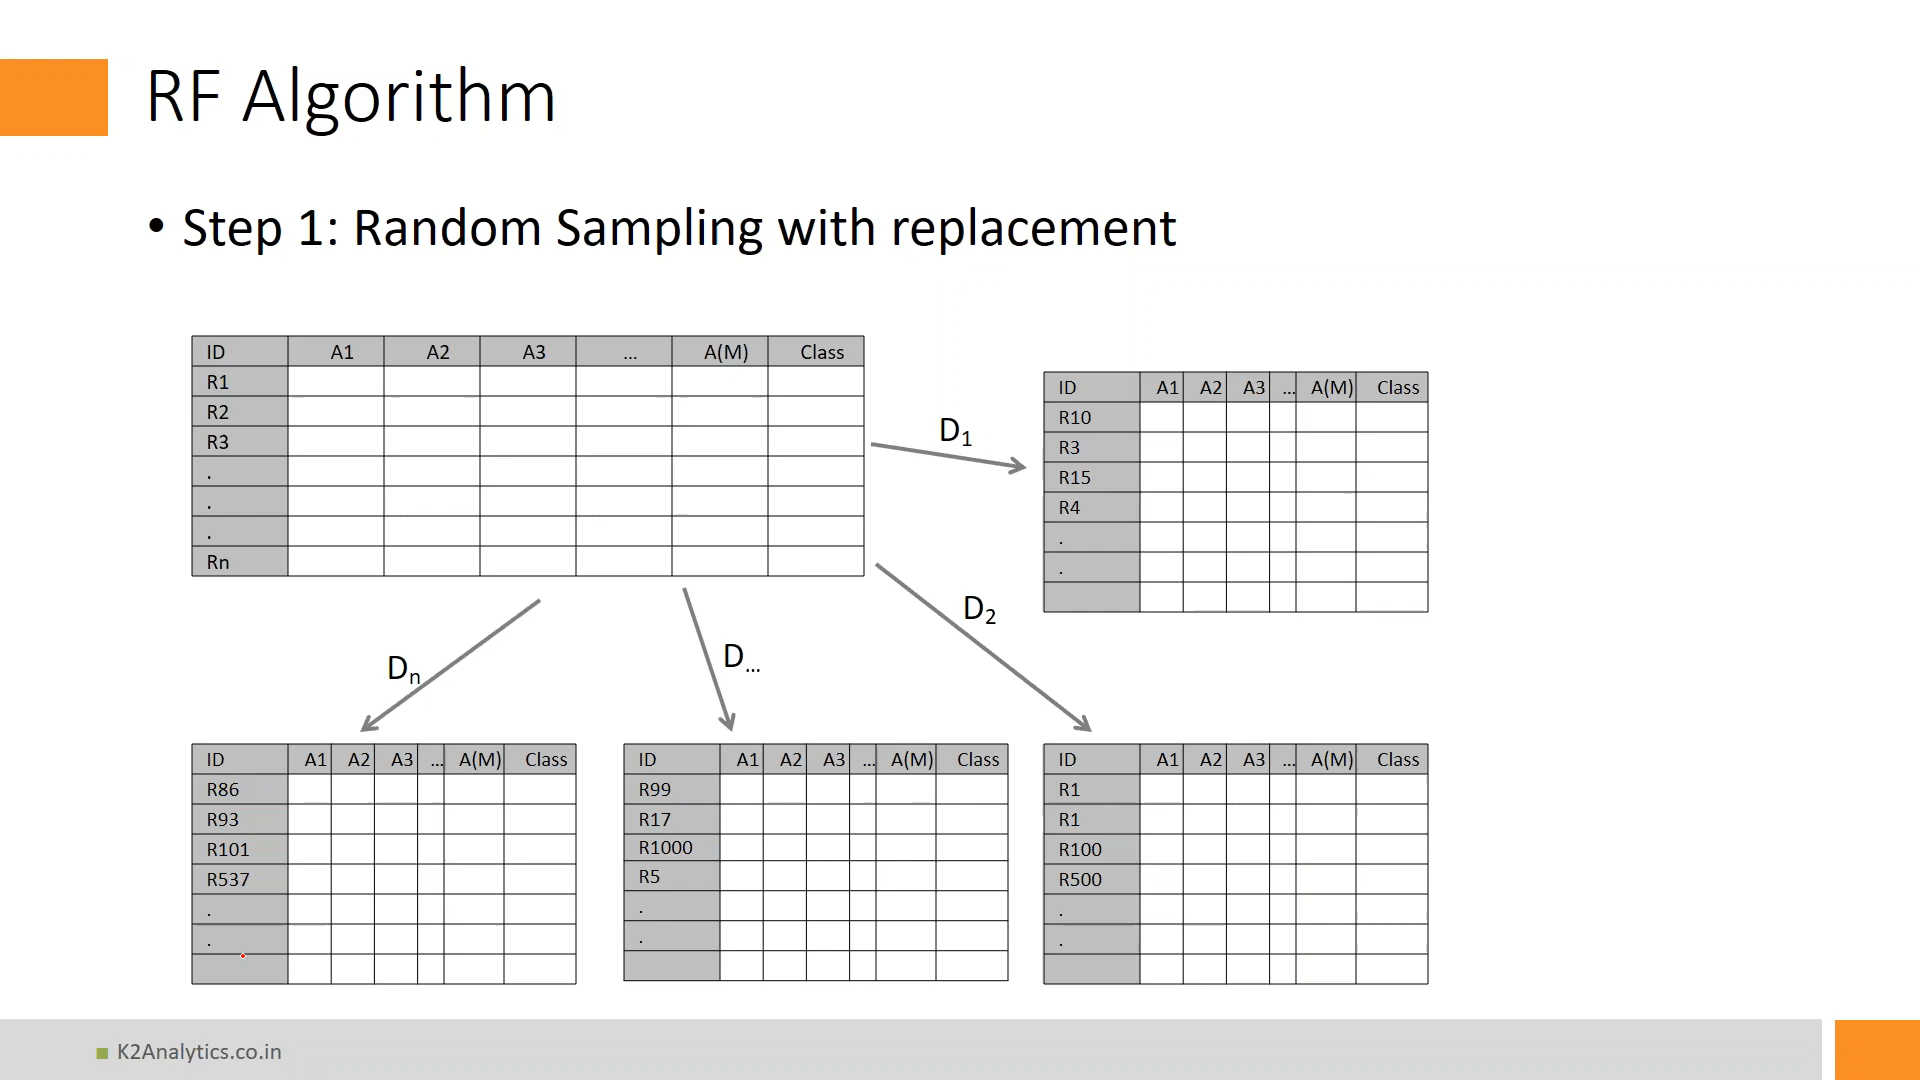 RF Algorithm
• Step 1: Random Sampling with replacement
ID A1 A2 A3 ... A(M) Class
R1
R2
R3
.
.
.
Rn
D1
ID A1 A2 A3 ... A(M) Class
R10
R3
R15
R4
.
.
D2
D...
Dn
ID A1 A2 A3 ... A(M) Class
R86
R93
R101
R537
.
.
ID A1 A2 A3 ... A(M) Class
R99
R17
R1000
R5
.
.
ID A1 A2 A3 ... A(M) Class
R1
R1
R100
R500
.
.
K2Analytics.co.in